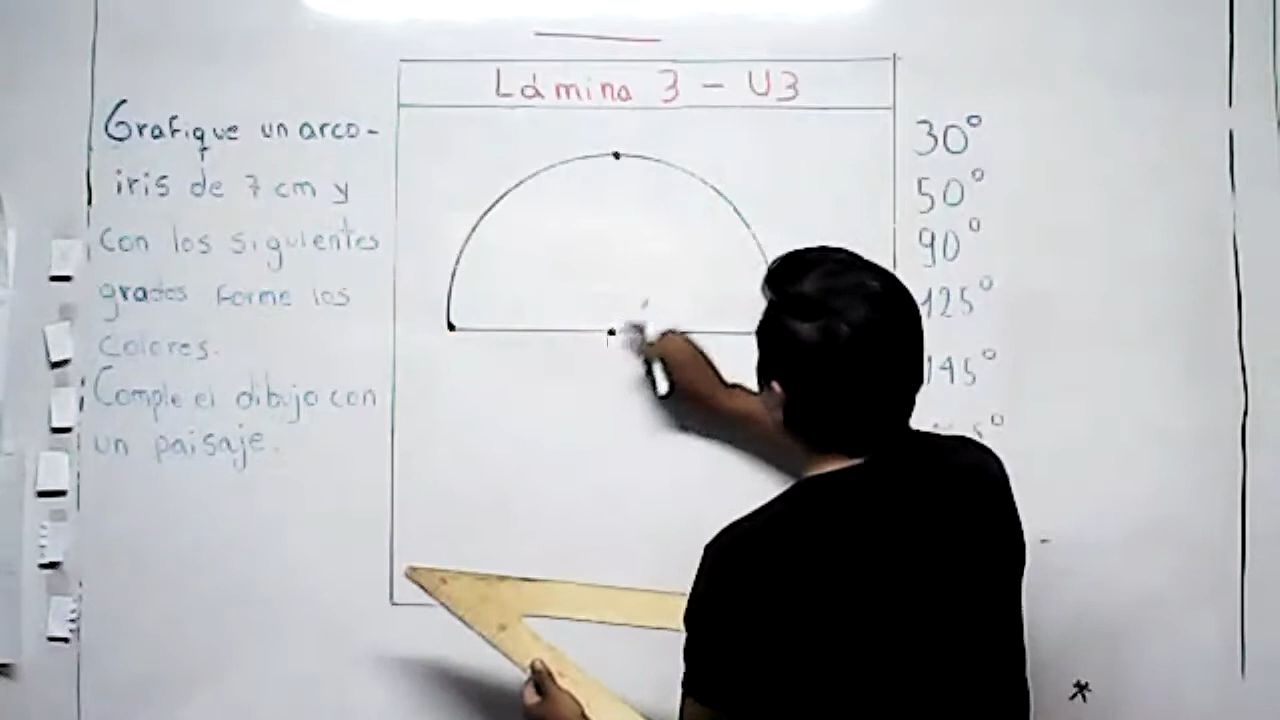 Lámina 3 - U3
Grafique un arco-
iris de 7 cm y
con los siguientes
grados forme los
colores.
Comple el dibujo con
un paisaje.
30°
50°
90°
125°
145°